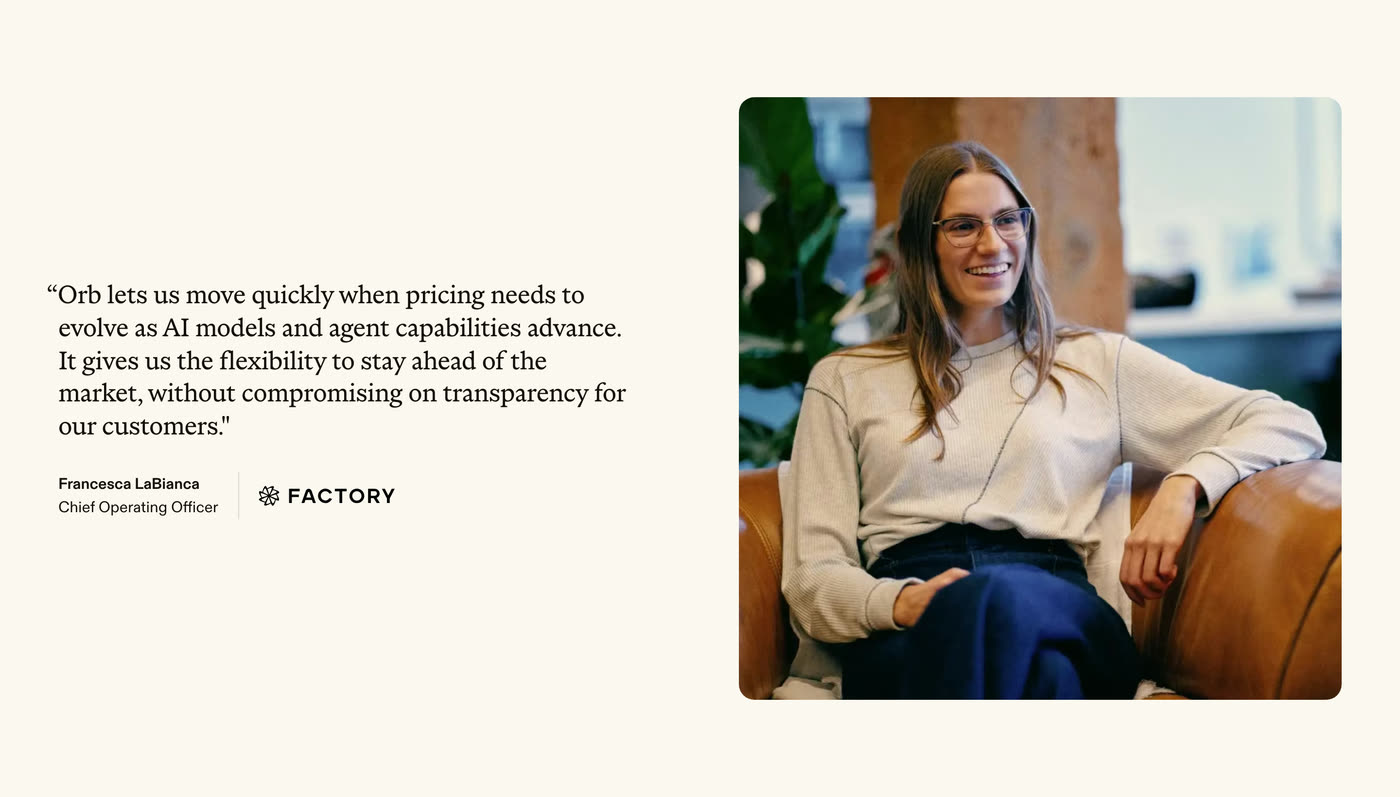 “Orb lets us move quickly when pricing needs to
evolve as AI models and agent capabilities advance.
It gives us the flexibility to stay ahead of the
market, without compromising on transparency for
our customers."
Francesca LaBianca
Chief Operating Officer
FACTORY